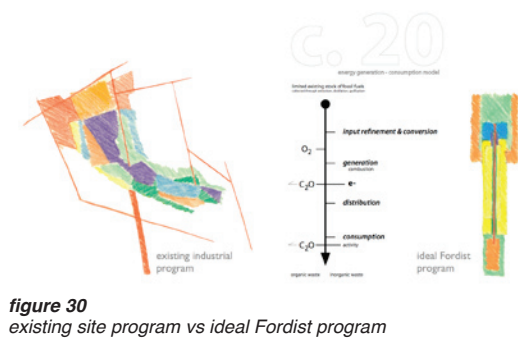 c. 20
energy generation - consumption model
limited existing stock of fossil fuels
input refinement & conversion
O₂
generation
combustion
C₂O
e-
distribution
consumption
C₂O
activity
organic waste
inorganic waste
existing industrial
program
ideal Fordist
program
figure 30
existing site program vs ideal Fordist program